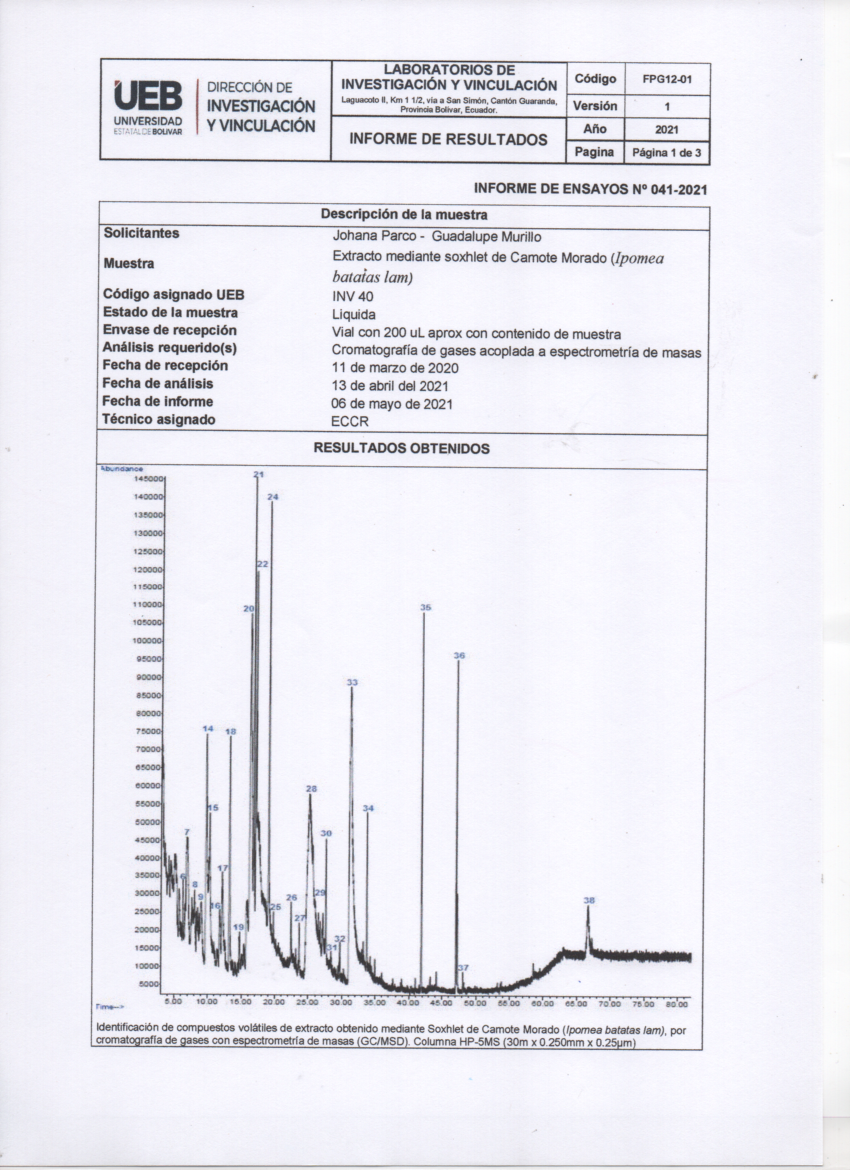 UEB
UNIVERSIDAD
ESTATAL DE BOLIVAR
DIRECCIÓN DE
INVESTIGACIÓN
Y VINCULACIÓN
LABORATORIOS DE
INVESTIGACIÓN Y VINCULACIÓN
Laguacoto II, Km 1 1/2, vía a San Simón, Cantón Guaranda,
Provincia Bolívar, Ecuador.
INFORME DE RESULTADOS
Código FPG12-01
Versión 1
Año 2021
Pagina Página 1 de 3
INFORME DE ENSAYOS Nº 041-2021
Descripción de la muestra
Solicitantes Johana Parco - Guadalupe Murillo
Muestra Extracto mediante soxhlet de Camote Morado (Ipomea
batatas lam)
Código asignado UEB INV 40
Estado de la muestra Liquida
Envase de recepción Vial con 200 uL aprox con contenido de muestra
Análisis requerido(s) Cromatografía de gases acoplada a espectrometría de masas
Fecha de recepción 11 de marzo de 2020
Fecha de análisis 13 de abril del 2021
Fecha de informe 06 de mayo de 2021
Técnico asignado ECCR
RESULTADOS OBTENIDOS
Abundance
145000
140000
135000
130000
125000
120000
115000
110000
105000
100000
95000
90000
85000
80000
75000
70000
65000
60000
55000
50000
45000
40000
35000
30000
25000
20000
15000
10000
5000
6
7
8
9
14
15
16
17
18
19
20
21
22
24
25
26
27
28
29
30
31
32
33
34
35
36
37
38
Time--> 5.00 10.00 15.00 20.00 25.00 30.00 35.00 40.00 45.00 50.00 55.00 60.00 65.00 70.00 75.00 80.00
Identificación de compuestos volátiles de extracto obtenido mediante Soxhlet de Camote Morado (Ipomea batatas lam), por
cromatografía de gases con espectrometría de masas (GC/MSD). Columna HP-5MS (30m x 0.250mm x 0.25µm)